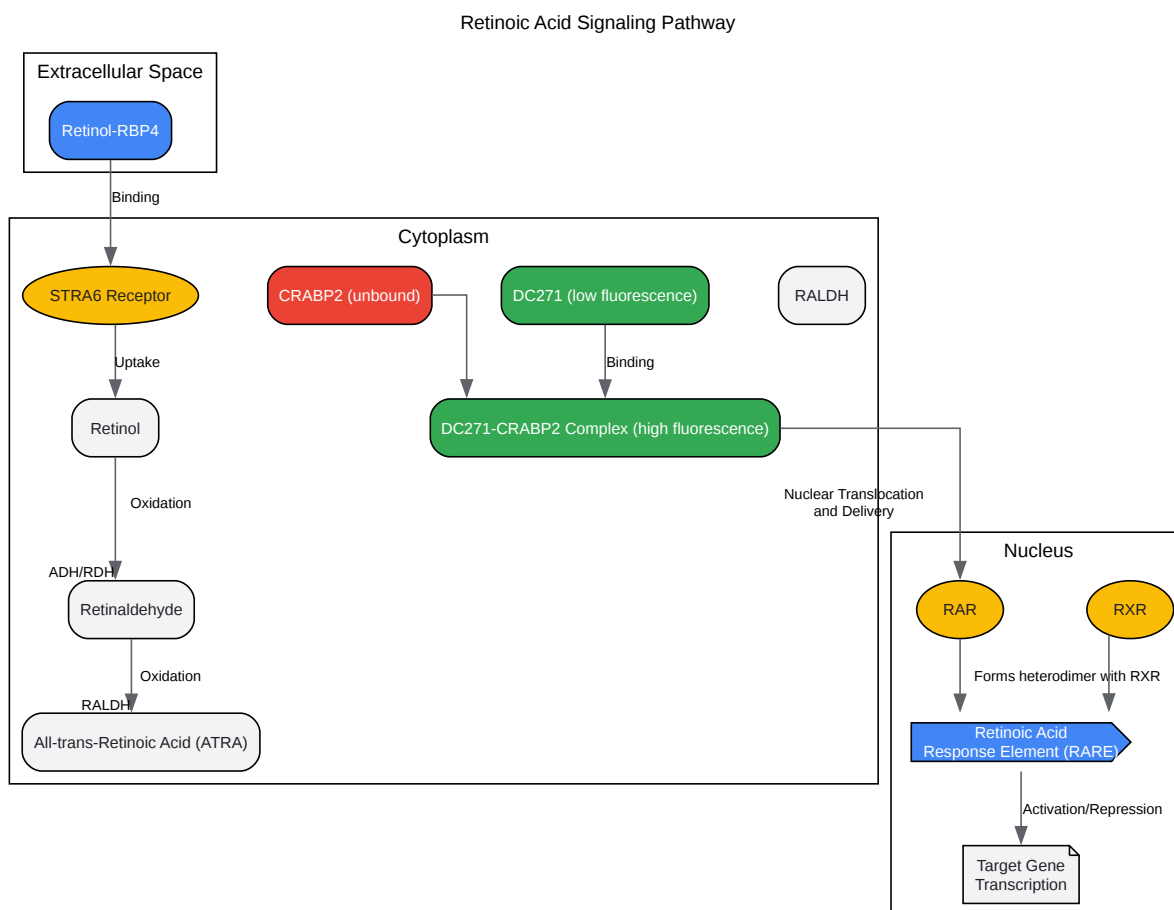 Retinoic Acid Signaling Pathway
Extracellular Space
Retinol-RBP4
Binding
Cytoplasm
STRA6 Receptor
CRABP2 (unbound)
DC271 (low fluorescence)
RALDH
Uptake
Binding
Retinol
DC271-CRABP2 Complex (high fluorescence)
Oxidation
Nuclear Translocation
and Delivery
Nucleus
ADH/RDH
Retinaldehyde
RAR
RXR
Oxidation
Forms heterodimer with RXR
RALDH
All-trans-Retinoic Acid (ATRA)
Retinoic Acid
Response Element (RARE)
Activation/Repression
Target Gene
Transcription